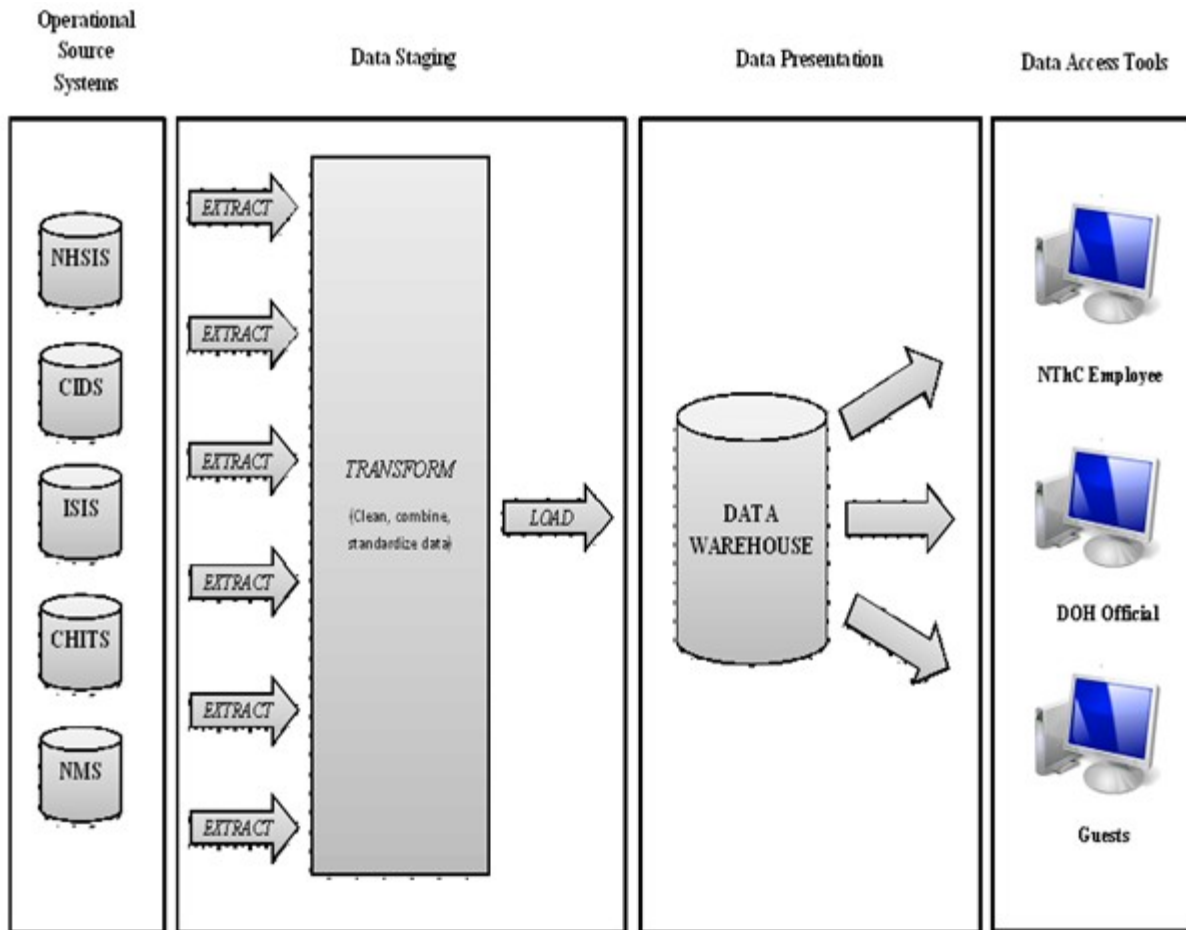 Operational
Source
Systems
Data Staging
Data Presentation
Data Access Tools
NHSIS
CIDS
ISIS
CHITS
NMS
EXTRACT
EXTRACT
EXTRACT
EXTRACT
EXTRACT
EXTRACT
TRANSFORM
(Clean, combine,
standardize data)
LOAD
DATA
WAREHOUSE
NThC Employee
DOH Official
Guests